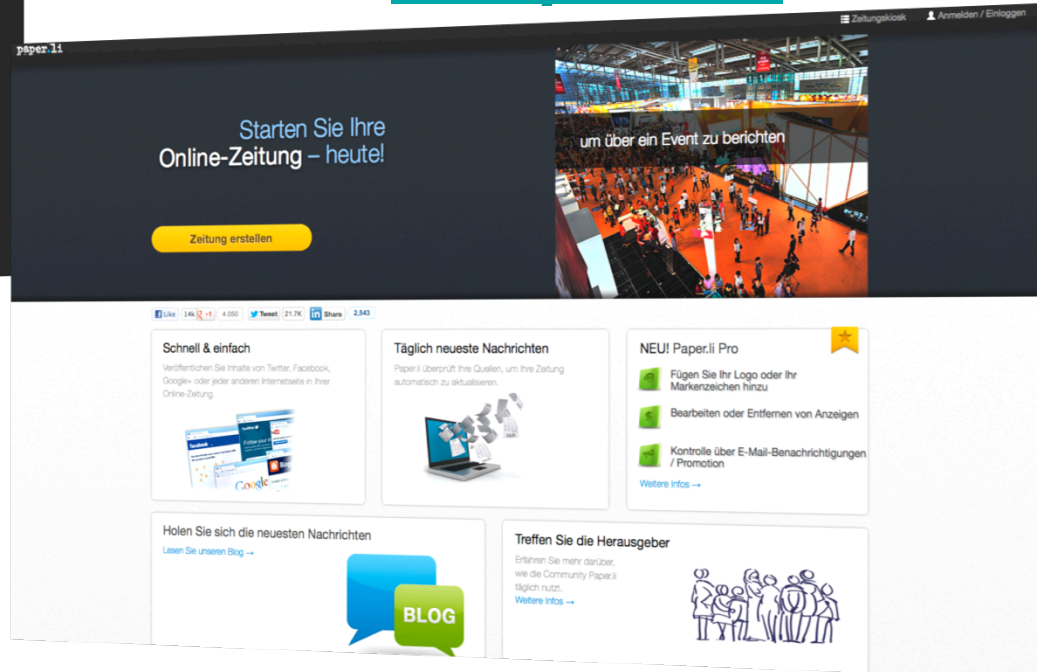 Zeitungskiosk
Anmelden / Einloggen
paper.li
Starten Sie Ihre
Online-Zeitung – heute!
um über ein Event zu berichten
Zeitung erstellen
Like 14k +1 4.050 Tweet 21.7K in Share 2,543
Schnell & einfach
Veröffentlichen Sie Inhalte von Twitter, Facebook,
Google+ oder jeder anderen Internetseite in Ihrer
Online-Zeitung.
facebook
Follow your
Google
Täglich neueste Nachrichten
Paper.li überprüft Ihre Quellen, um Ihre Zeitung
automatisch zu aktualisieren.
NEU! Paper.li Pro
Fügen Sie Ihr Logo oder Ihr
Markenzeichen hinzu
Bearbeiten oder Entfernen von Anzeigen
Kontrolle über E-Mail-Benachrichtigungen
/ Promotion
Weitere Infos →
Holen Sie sich die neuesten Nachrichten
Lesen Sie unseren Blog →
BLOG
Treffen Sie die Herausgeber
Erfahren Sie mehr darüber,
wie die Community Paper.li
täglich nutzt.
Weitere Infos →